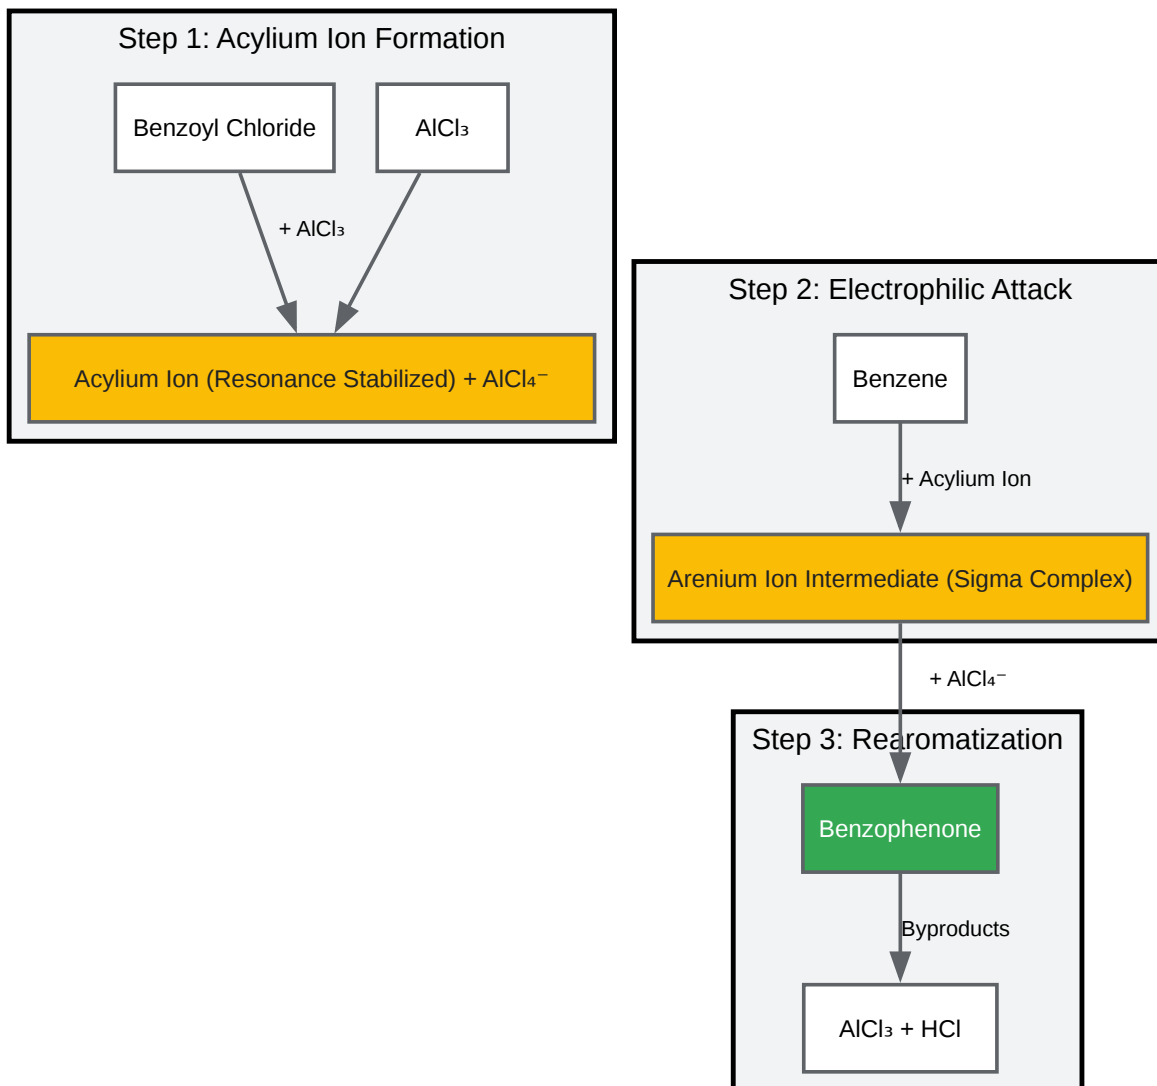 Step 1: Acylium Ion Formation
Benzoyl Chloride
AlCl₃
+ AlCl₃
Acylium Ion (Resonance Stabilized) + AlCl₄⁻
Step 2: Electrophilic Attack
Benzene
+ Acylium Ion
Arenium Ion Intermediate (Sigma Complex)
+ AlCl₄⁻
Step 3: Rearomatization
Benzophenone
Byproducts
AlCl₃ + HCl